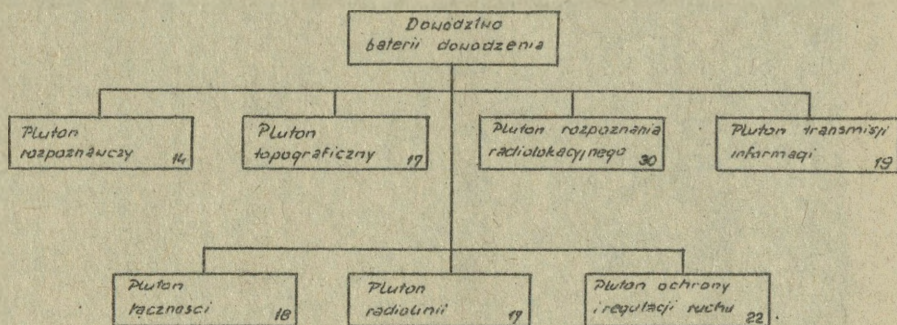 Dowództwo
baterii dowodzenia
Pluton
rozpoznawczy 14
Pluton
topograficzny 17
Pluton rozpoznania
radiolokacyjnego 30
Pluton transmisji
informacji 19
Pluton
łączności 18
Pluton
radiolinii 17
Pluton ochrony
i regulacji ruchu 22